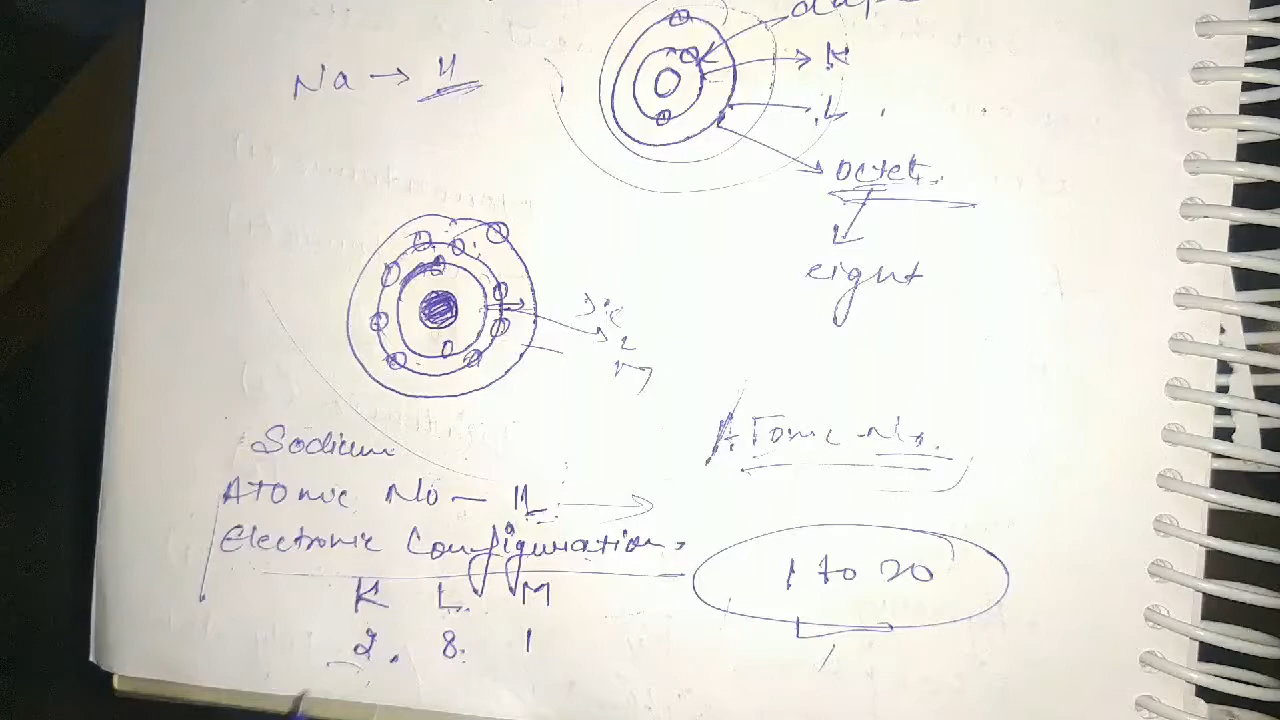 Na → 11
K
L
octet.
eight
L
M
Sodium
Atomic No.
Atomic No — 11
Electronic Configuration
1 to 20
K L M
2. 8. 1